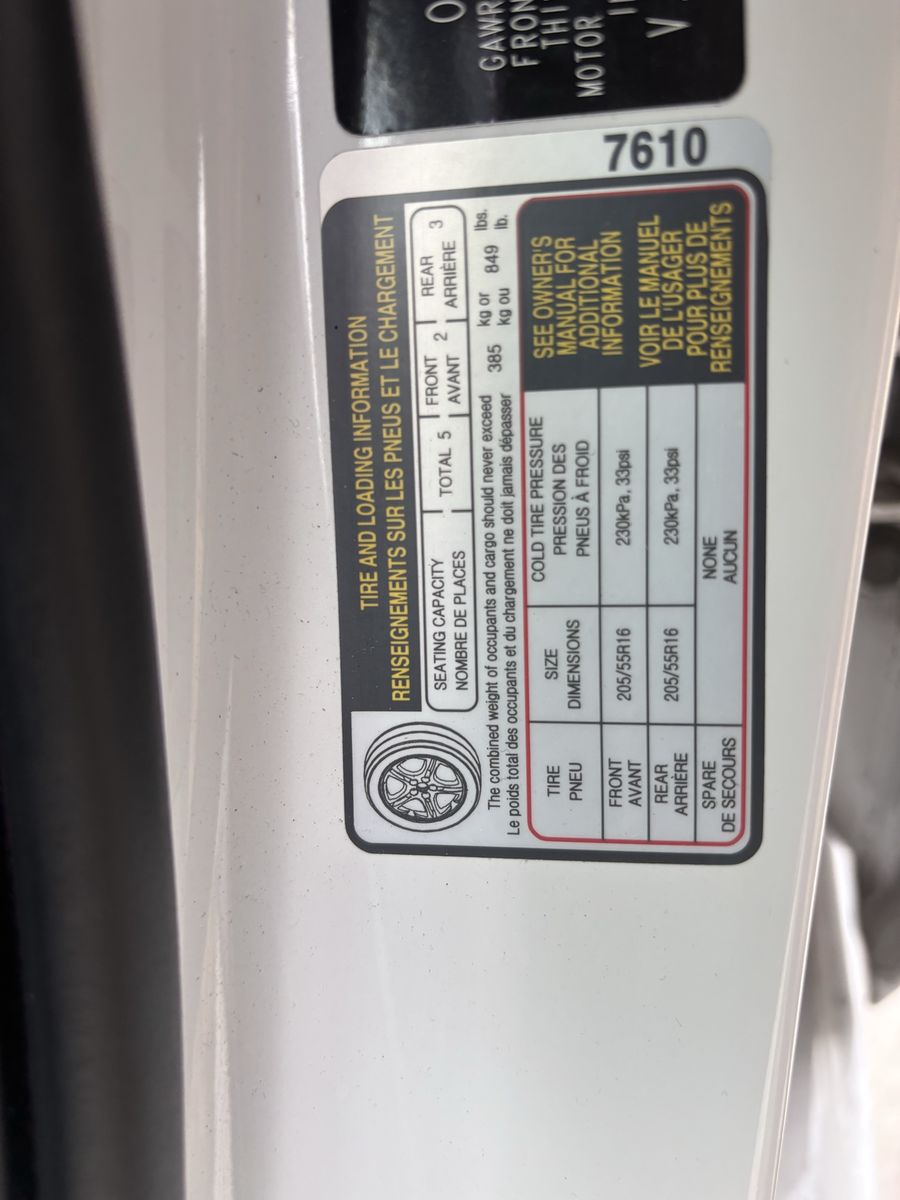 TIRE AND LOADING INFORMATION
RENSEIGNEMENTS SUR LES PNEUS ET LE CHARGEMENT
SEATING CAPACITY
NOMBRE DE PLACES
TOTAL 5
FRONT
AVANT 2
REAR
ARRIÈRE 3
The combined weight of occupants and cargo should never exceed 385 kg or 849 lbs.
Le poids total des occupants et du chargement ne doit jamais dépasser kg ou lb.
TIRE
PNEU
SIZE
DIMENSIONS
COLD TIRE PRESSURE
PRESSION DES
PNEUS À FROID
FRONT
AVANT
205/55R16
230kPa, 33psi
REAR
ARRIÈRE
205/55R16
230kPa, 33psi
SPARE
DE SECOURS
NONE
AUCUN
SEE OWNER'S
MANUAL FOR
ADDITIONAL
INFORMATION
VOIR LE MANUEL
DE L'USAGER
POUR PLUS DE
RENSEIGNEMENTS
7610
GAWR
MOTOR